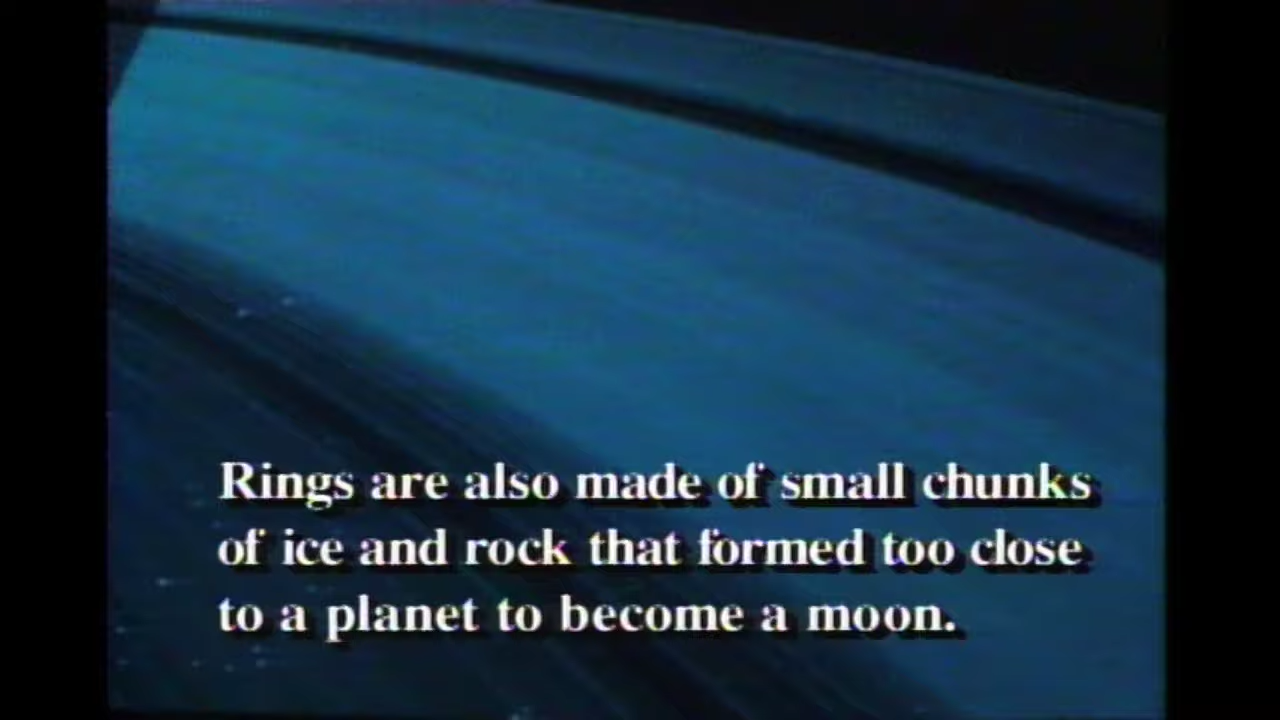 Rings are also made of small chunks
of ice and rock that formed too close
to a planet to become a moon.